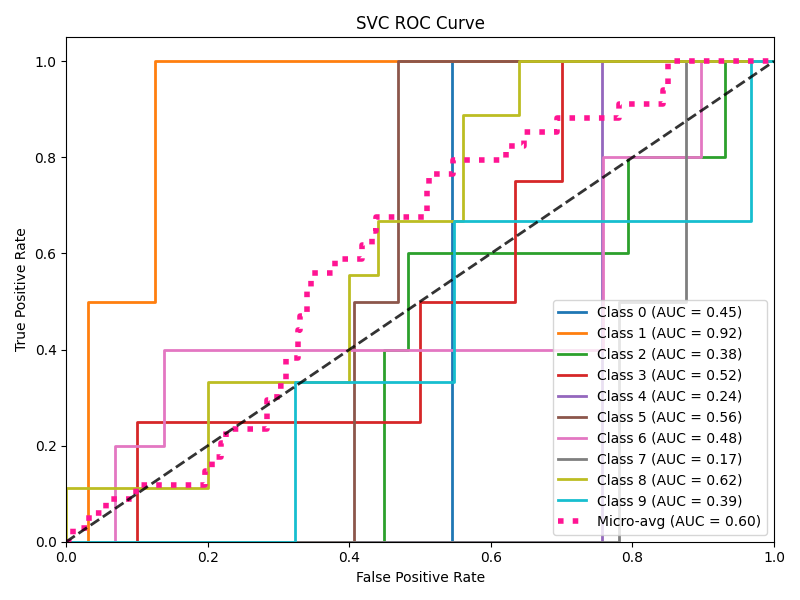 SVC ROC Curve
True Positive Rate
1.0
0.8
0.6
0.4
0.2
0.0
Class 0 (AUC = 0.45)
Class 1 (AUC = 0.92)
Class 2 (AUC = 0.38)
Class 3 (AUC = 0.52)
Class 4 (AUC = 0.24)
Class 5 (AUC = 0.56)
Class 6 (AUC = 0.48)
Class 7 (AUC = 0.17)
Class 8 (AUC = 0.62)
Class 9 (AUC = 0.39)
Micro-avg (AUC = 0.60)
0.0 0.2 0.4 0.6 0.8 1.0
False Positive Rate